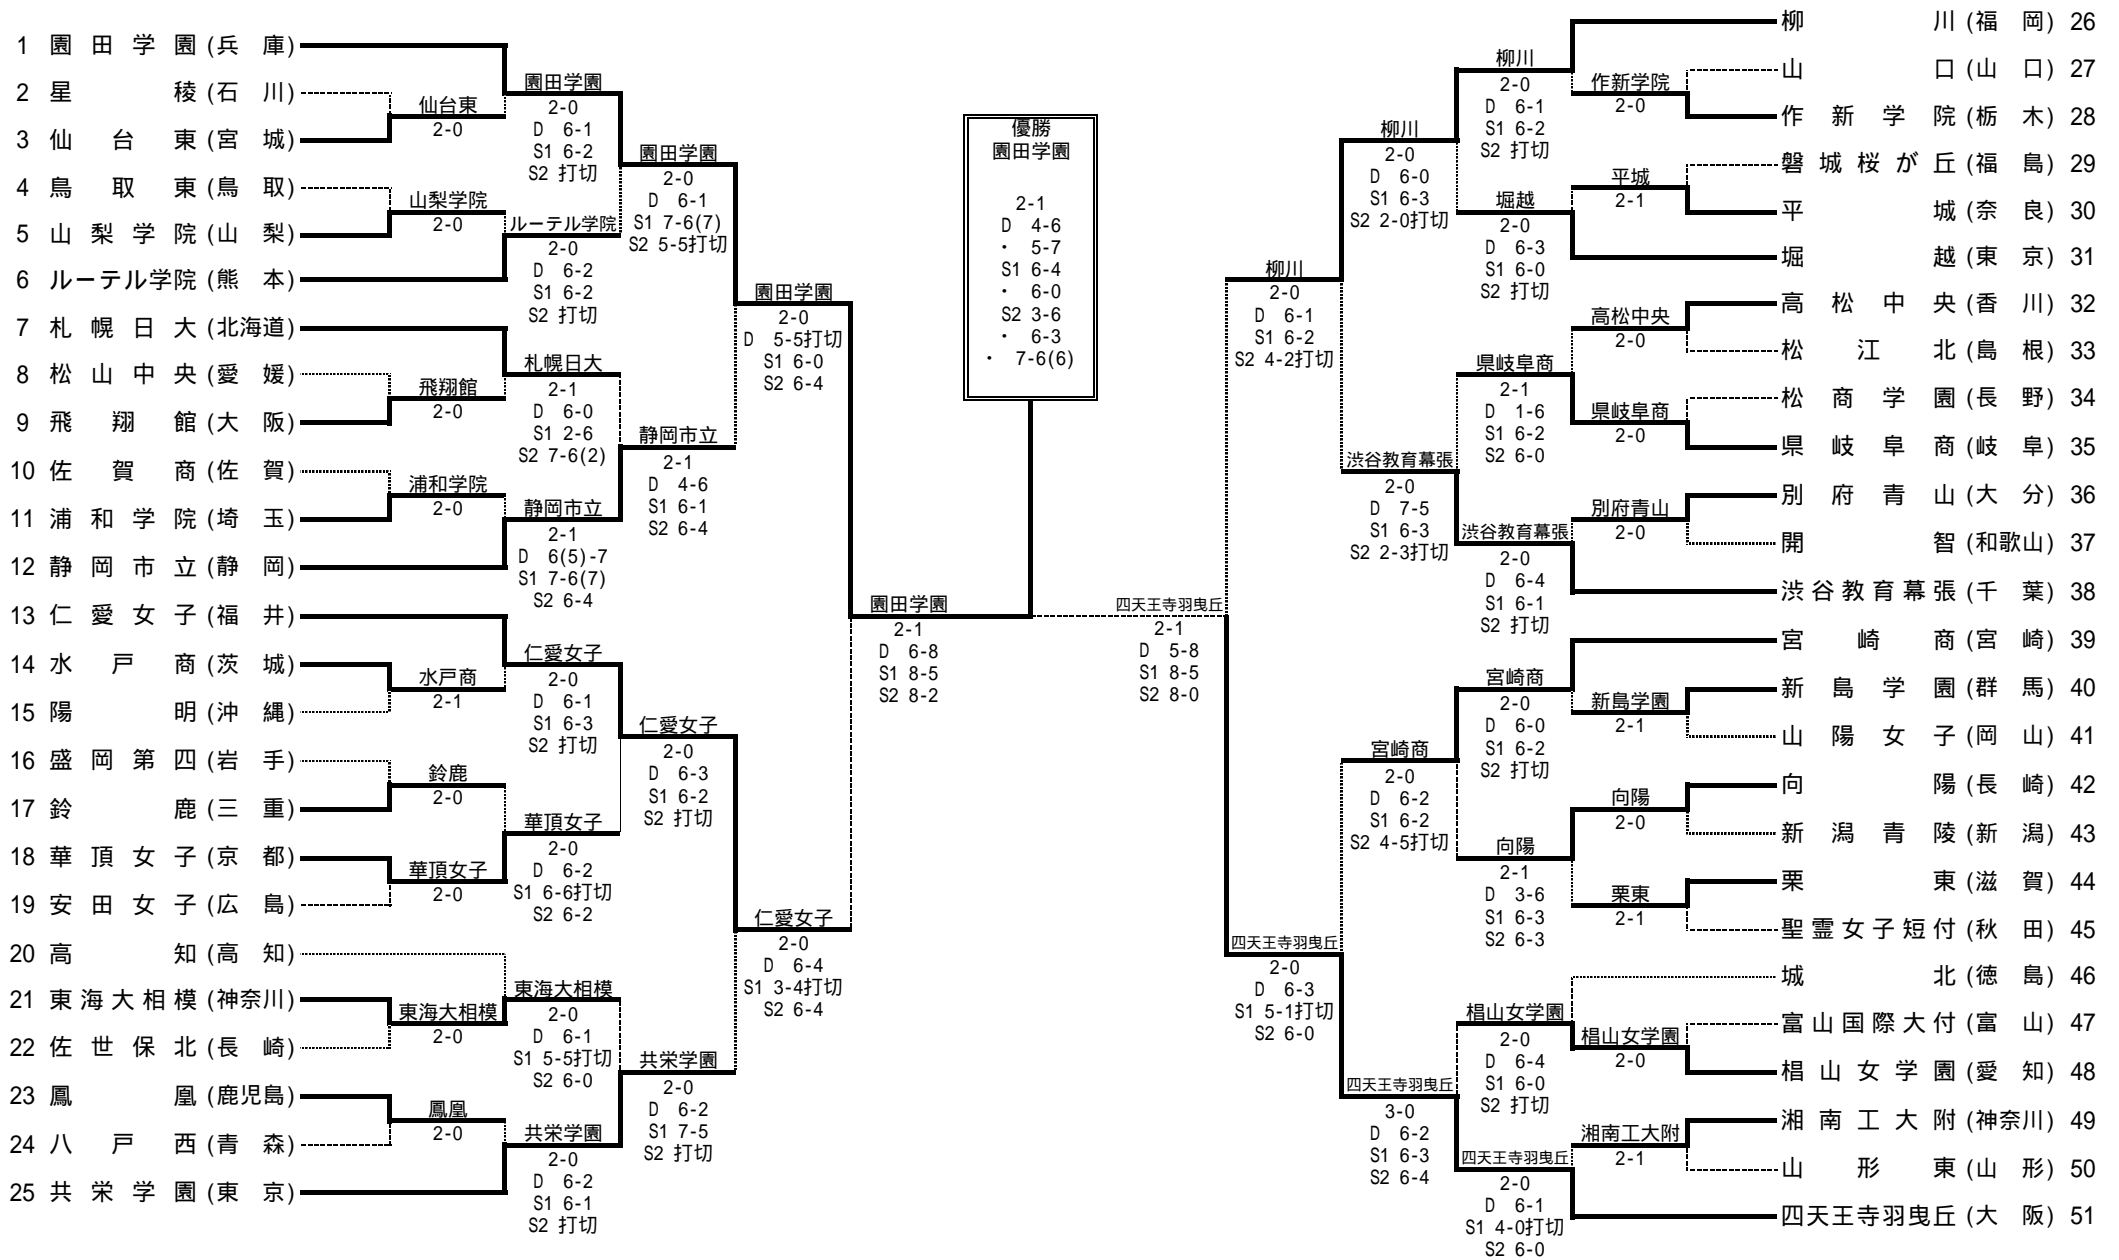 1 園田学園 (兵庫)
2 星稜 (石川)
3 仙台東 (宮城)
4 鳥取東 (鳥取)
5 山梨学院 (山梨)
6 ルーテル学院 (熊本)
7 札幌日大 (北海道)
8 松山中央 (愛媛)
9 飛翔館 (大阪)
10 佐賀商 (佐賀)
11 浦和学院 (埼玉)
12 静岡市立 (静岡)
13 仁愛女子 (福井)
14 水戸商 (茨城)
15 陽明 (沖縄)
16 盛岡第四 (岩手)
17 鈴鹿 (三重)
18 華頂女子 (京都)
19 安田女子 (広島)
20 高知 (高知)
21 東海大相模 (神奈川)
22 佐世保北 (長崎)
23 鳳凰 (鹿児島)
24 八戸西 (青森)
25 共栄学園 (東京)
仙台東
2-0
山梨学院
2-0
飛翔館
2-0
浦和学院
2-0
水戸商
2-1
鈴鹿
2-0
華頂女子
2-0
東海大相模
2-0
鳳凰
2-0
園田学園
2-0
D 6-1
S1 6-2
S2 打切
ルーテル学院
2-0
D 6-2
S1 6-2
S2 打切
札幌日大
2-1
D 6-0
S1 2-6
S2 7-6(2)
静岡市立
2-1
D 6(5)-7
S1 7-6(7)
S2 6-4
仁愛女子
2-0
D 6-1
S1 6-3
S2 打切
華頂女子
2-0
D 6-2
S1 6-6打切
S2 6-2
東海大相模
2-0
D 6-1
S1 5-5打切
S2 6-0
共栄学園
2-0
D 6-2
S1 6-1
S2 打切
園田学園
2-0
D 6-1
S1 7-6(7)
S2 5-5打切
静岡市立
2-1
D 4-6
S1 6-1
S2 6-4
仁愛女子
2-0
D 6-3
S1 6-2
S2 打切
共栄学園
2-0
D 6-2
S1 7-5
S2 打切
園田学園
2-0
D 5-5打切
S1 6-0
S2 6-4
仁愛女子
2-0
D 6-4
S1 3-4打切
S2 6-4
園田学園
2-1
D 6-8
S1 8-5
S2 8-2
優勝
園田学園
2-1
D 4-6
・ 5-7
S1 6-4
・ 6-0
S2 3-6
・ 6-3
・ 7-6(6)
四天王寺羽曳丘
2-1
D 5-8
S1 8-5
S2 8-0
柳川
2-0
D 6-1
S1 6-2
S2 4-2打切
四天王寺羽曳丘
2-0
D 6-3
S1 5-1打切
S2 6-0
柳川
2-0
D 6-0
S1 6-3
S2 2-0打切
渋谷教育幕張
2-0
D 7-5
S1 6-3
S2 2-3打切
宮崎商
2-0
D 6-2
S1 6-2
S2 4-5打切
四天王寺羽曳丘
3-0
D 6-2
S1 6-3
S2 6-4
柳川
2-0
D 6-1
S1 6-2
S2 打切
堀越
2-0
D 6-3
S1 6-0
S2 打切
県岐阜商
2-1
D 1-6
S1 6-2
S2 6-0
渋谷教育幕張
2-0
D 6-4
S1 6-1
S2 打切
宮崎商
2-0
D 6-0
S1 6-2
S2 打切
向陽
2-1
D 3-6
S1 6-3
S2 6-3
椙山女学園
2-0
D 6-4
S1 6-0
S2 打切
四天王寺羽曳丘
2-0
D 6-1
S1 4-0打切
S2 6-0
作新学院
2-0
平城
2-1
高松中央
2-0
県岐阜商
2-0
別府青山
2-0
新島学園
2-1
向陽
2-0
栗東
2-1
椙山女学園
2-0
湘南工大附
2-1
柳川 (福岡) 26
山口 (山口) 27
作新学院 (栃木) 28
磐城桜が丘 (福島) 29
平城 (奈良) 30
堀越 (東京) 31
高松中央 (香川) 32
松江北 (島根) 33
松商学園 (長野) 34
県岐阜商 (岐阜) 35
別府青山 (大分) 36
開智 (和歌山) 37
渋谷教育幕張 (千葉) 38
宮崎商 (宮崎) 39
新島学園 (群馬) 40
山陽女子 (岡山) 41
向陽 (長崎) 42
新潟青陵 (新潟) 43
栗東 (滋賀) 44
聖霊女子短付 (秋田) 45
城北 (徳島) 46
富山国際大付 (富山) 47
椙山女学園 (愛知) 48
湘南工大附 (神奈川) 49
山形東 (山形) 50
四天王寺羽曳丘 (大阪) 51